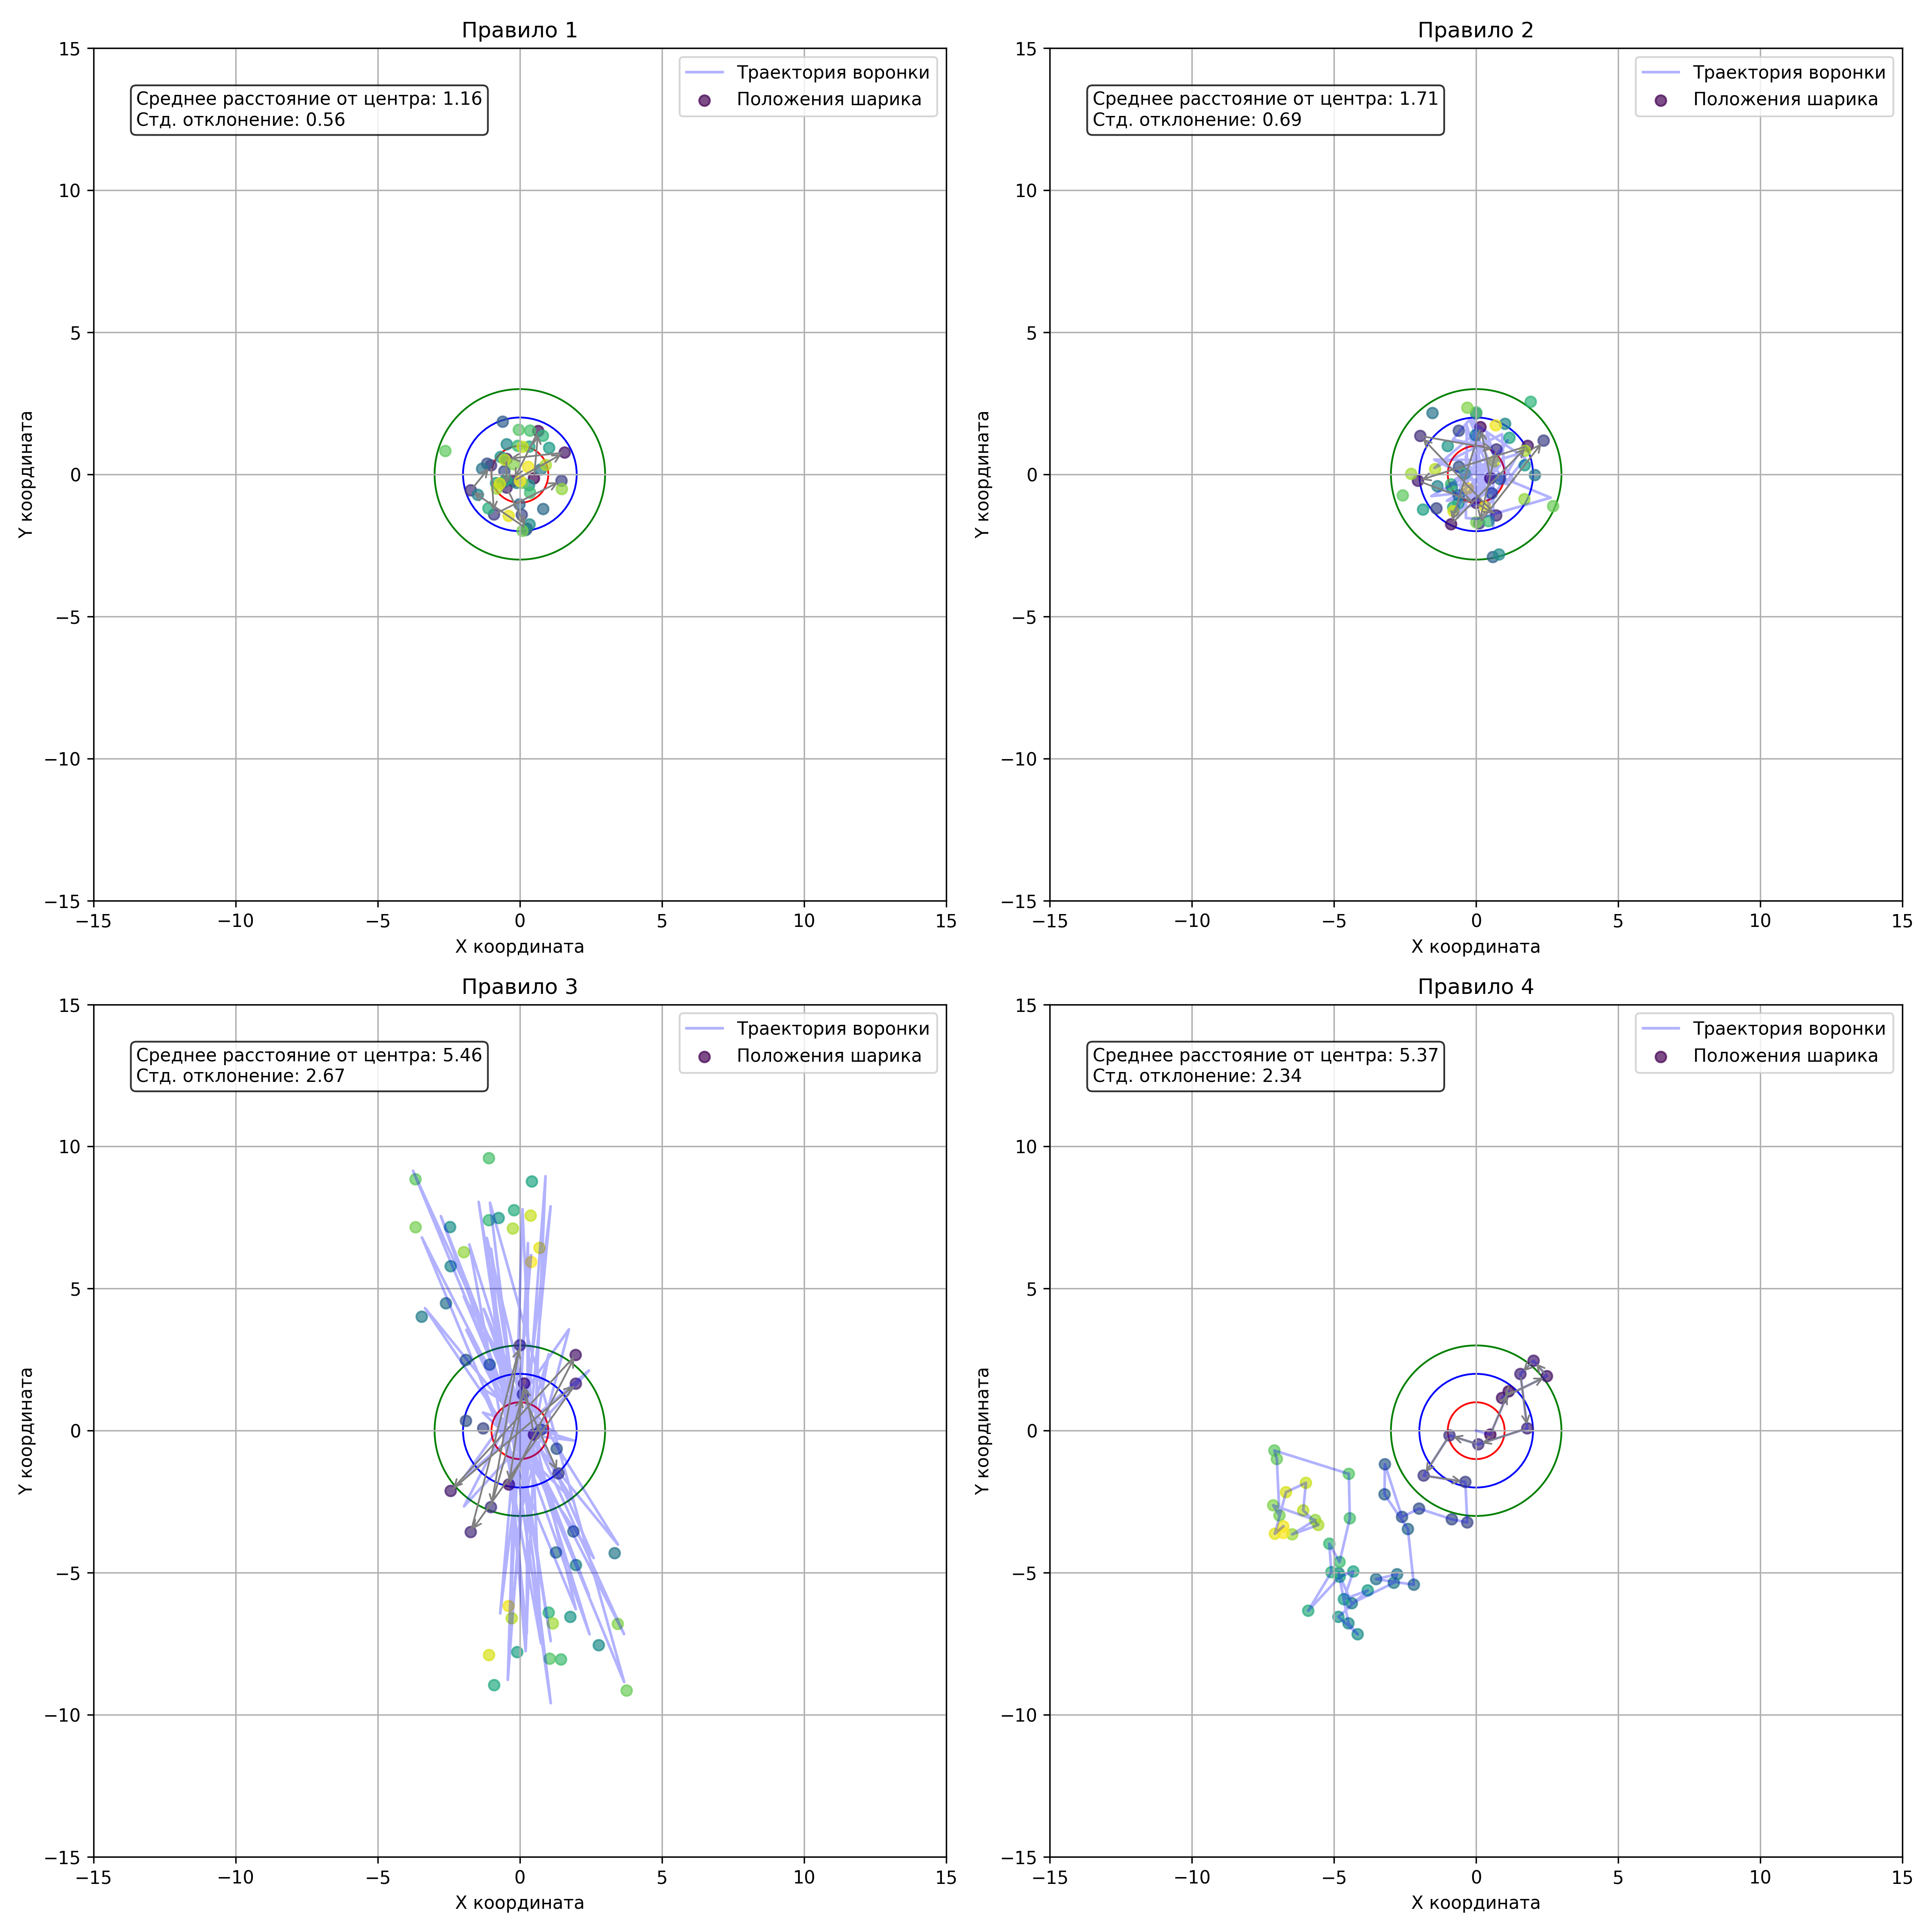 Правило 1
Траектория воронки
Положения шарика
Среднее расстояние от центра: 1.16
Стд. отклонение: 0.56
15
10
5
0
−5
−10
−15
Y координата
−15
−10
−5
0
5
10
15
X координата
Правило 2
Траектория воронки
Положения шарика
Среднее расстояние от центра: 1.71
Стд. отклонение: 0.69
15
10
5
0
−5
−10
−15
Y координата
−15
−10
−5
0
5
10
15
X координата
Правило 3
Траектория воронки
Положения шарика
Среднее расстояние от центра: 5.46
Стд. отклонение: 2.67
15
10
5
0
−5
−10
−15
Y координата
−15
−10
−5
0
5
10
15
X координата
Правило 4
Траектория воронки
Положения шарика
Среднее расстояние от центра: 5.37
Стд. отклонение: 2.34
15
10
5
0
−5
−10
−15
Y координата
−15
−10
−5
0
5
10
15
X координата